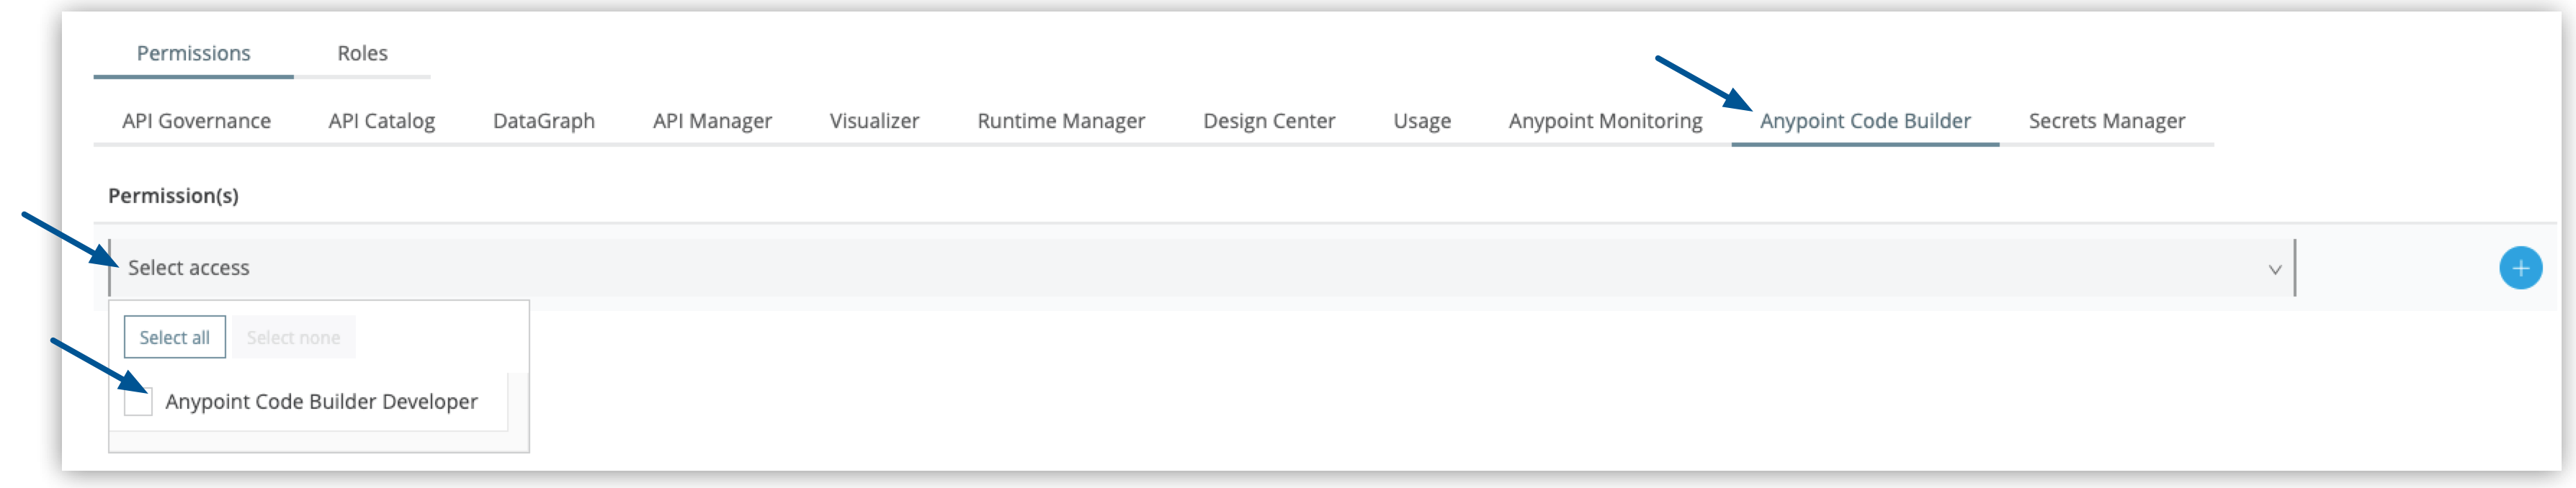 Permissions Roles
API Governance API Catalog DataGraph API Manager Visualizer Runtime Manager Design Center Usage Anypoint Monitoring Anypoint Code Builder Secrets Manager
Permission(s)
Select access
Select all Select none
Anypoint Code Builder Developer